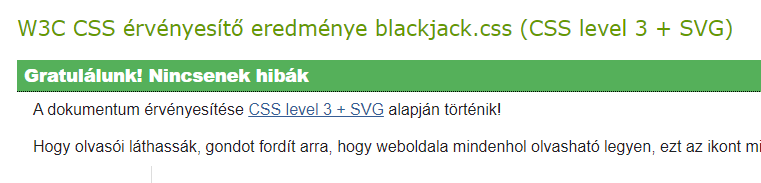 W3C CSS érvényesítő eredménye blackjack.css (CSS level 3 + SVG)
Gratulálunk! Nincsenek hibák
A dokumentum érvényesítése CSS level 3 + SVG alapján történik!
Hogy olvasói láthassák, gondot fordít arra, hogy weboldala mindenhol olvasható legyen, ezt az ikont